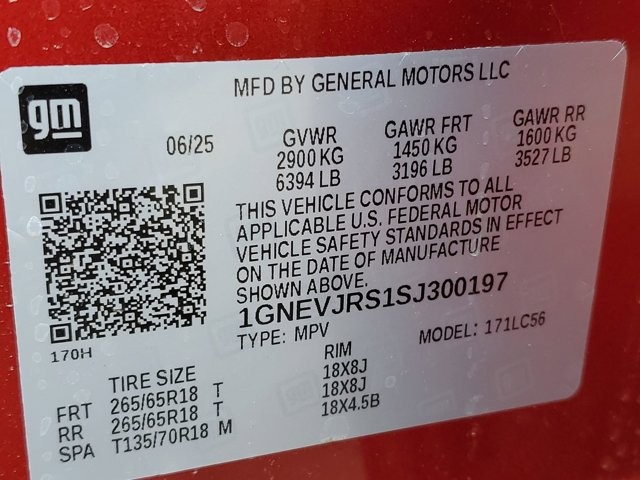 gm
MFD BY GENERAL MOTORS LLC
06/25
GVWR
2900 KG
6394 LB
GAWR FRT
1450 KG
3196 LB
GAWR RR
1600 KG
3527 LB
THIS VEHICLE CONFORMS TO ALL
APPLICABLE U.S. FEDERAL MOTOR
VEHICLE SAFETY STANDARDS IN EFFECT
ON THE DATE OF MANUFACTURE
SHOWN ABOVE.
1GNEVJRS1SJ300197
TYPE: MPV MODEL: 171LC56
170H
TIRE SIZE RIM
FRT 265/65R18 T 18X8J
RR 265/65R18 T 18X8J
SPA T135/70R18 M 18X4.5B